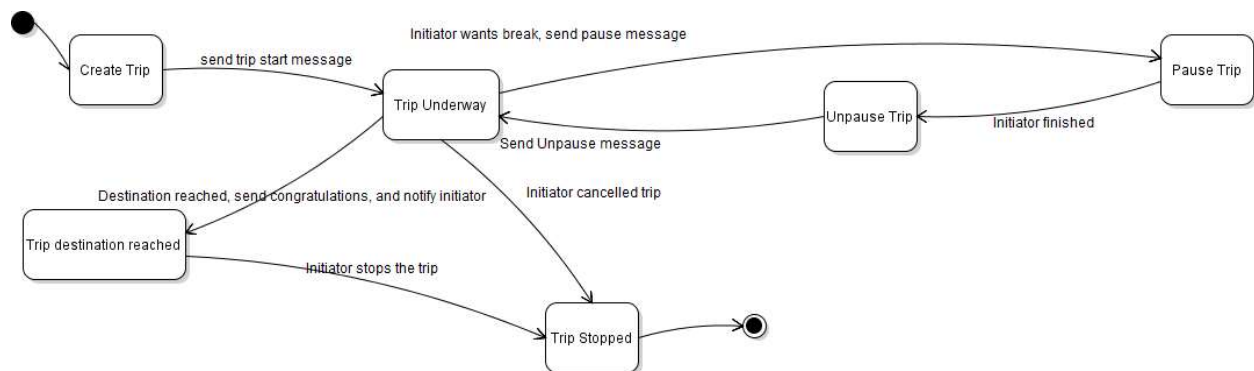 Initiator wants break, send pause message
Create Trip
send trip start message
Pause Trip
Trip Underway
Unpause Trip
Initiator finished
Send Unpause message
Destination reached, send congratulations, and notify initiator
Initiator cancelled trip
Trip destination reached
Initiator stops the trip
Trip Stopped